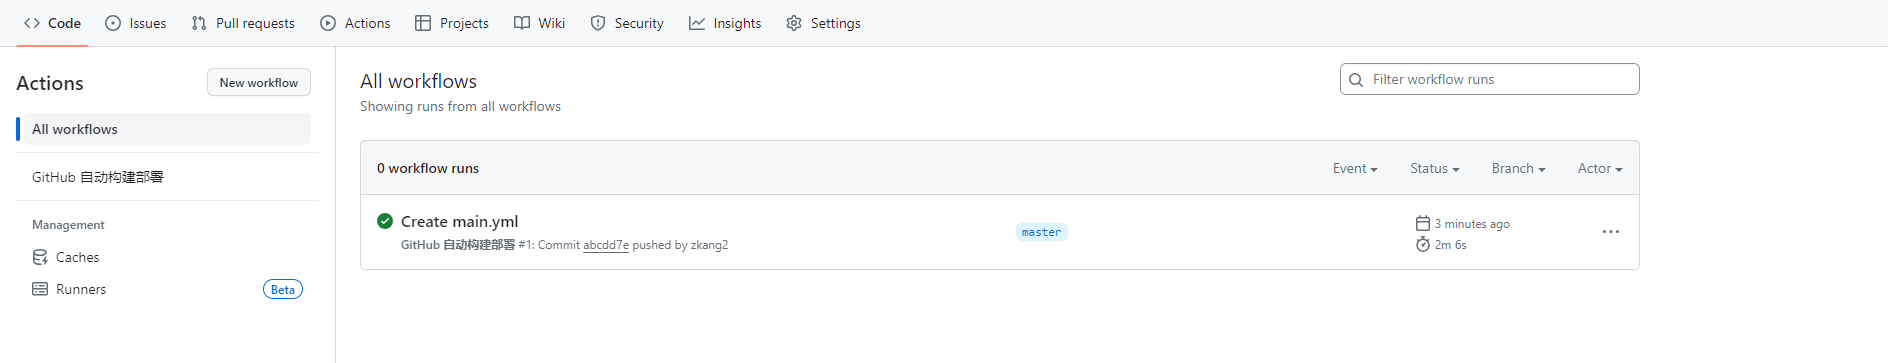 Code Issues Pull requests Actions Projects Wiki Security Insights Settings
Actions
New workflow
All workflows
GitHub 自动构建部署
Management
Caches
Runners
Beta
All workflows
Showing runs from all workflows
Filter workflow runs
0 workflow runs
Event Status Branch Actor
Create main.yml
GitHub 自动构建部署 #1: Commit abcdd7e pushed by zkang2
master
3 minutes ago
2m 6s